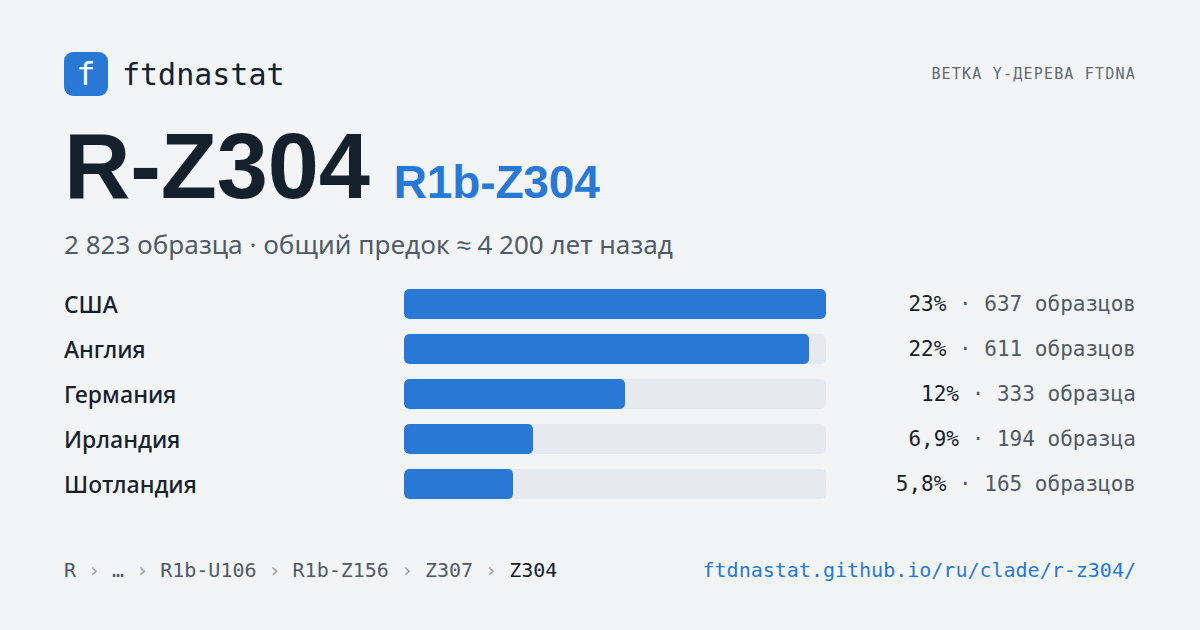 f ftdnastat
ВЕТКА Y-ДЕРЕВА FTDNA
R-Z304 R1b-Z304
2 823 образца · общий предок ≈ 4 200 лет назад
США 23% · 637 образцов
Англия 22% · 611 образцов
Германия 12% · 333 образца
Ирландия 6,9% · 194 образца
Шотландия 5,8% · 165 образцов
R › … › R1b-U106 › R1b-Z156 › Z307 › Z304
ftdnastat.github.io/ru/clade/r-z304/